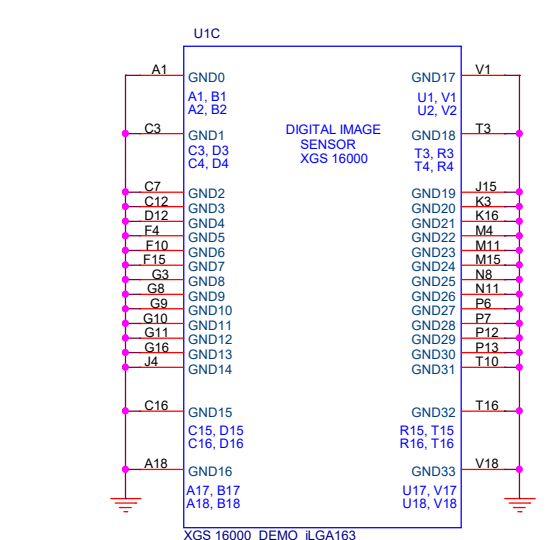 U1C
A1 GND0 GND17 V1
A1, B1 U1, V1
A2, B2 U2, V2
C3 GND1 GND18 T3
C3, D3 T3, R3
C4, D4 T4, R4
DIGITAL IMAGE
SENSOR
XGS 16000
C7 GND2 GND19 J15
C12 GND3 GND20 K3
D12 GND4 GND21 K16
F4 GND5 GND22 M4
F10 GND6 GND23 M11
F15 GND7 GND24 M15
G3 GND8 GND25 N8
G8 GND9 GND26 N11
G9 GND10 GND27 P6
G10 GND11 GND28 P7
G11 GND12 GND29 P12
G16 GND13 GND30 P13
J4 GND14 GND31 T10
C16 GND15 GND32 T16
C15, D15 R15, T15
C16, D16 R16, T16
A18 GND16 GND33 V18
A17, B17 U17, V17
A18, B18 U18, V18
XGS 16000_DEMO_iLGA163